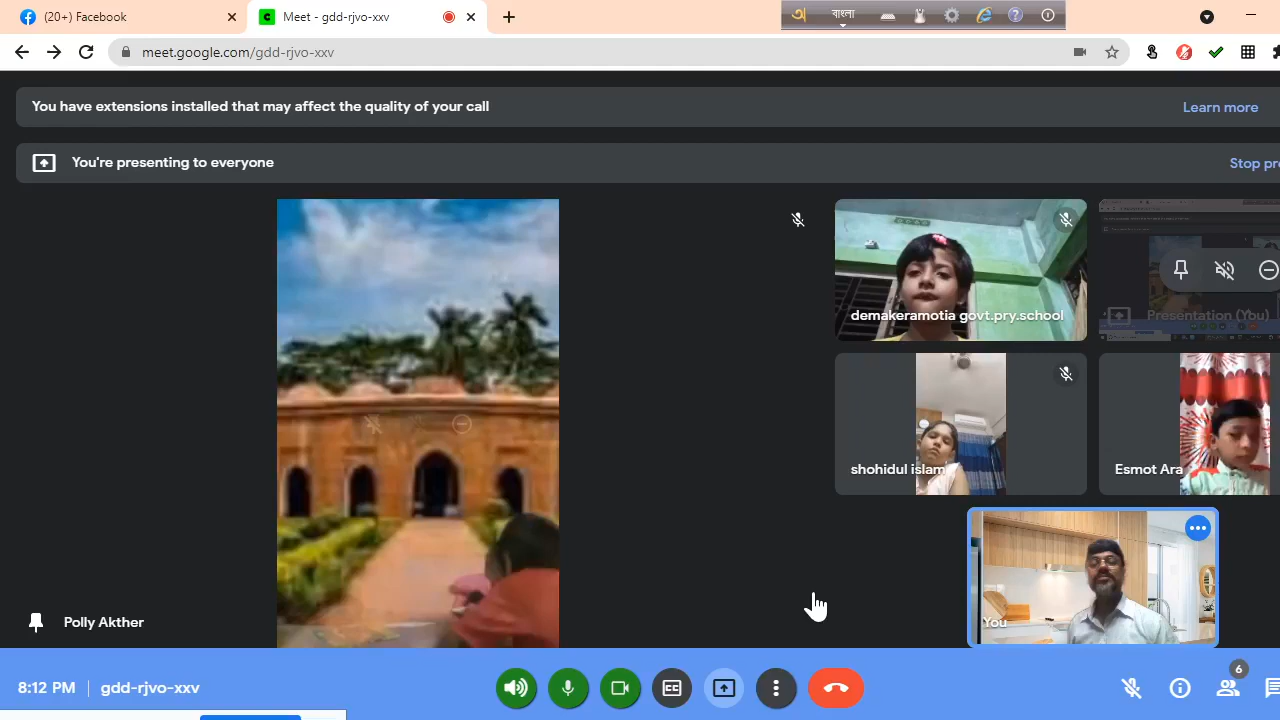 (20+) Facebook
Meet - gdd-rjvo-xxv
অ
বাংলা
meet.google.com/gdd-rjvo-xxv
You have extensions installed that may affect the quality of your call
Learn more
You're presenting to everyone
Stop pre
demakeramotia govt.pry.school
Presentation (You)
shohidul islam
Esmot Ara
You
Polly Akther
8:12 PM
gdd-rjvo-xxv
CC
6